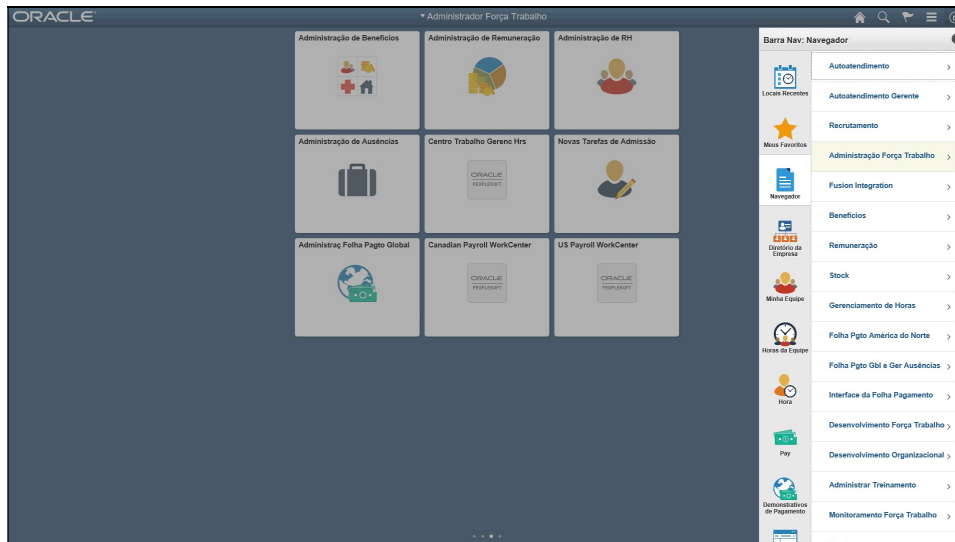 ORACLE
Administrador Força Trabalho
Administração de Benefícios
Administração de Remuneração
Administração de RH
Administração de Ausências
Centro Trabalho Gerenc Hrs
ORACLE
PEOPLESOFT
Novas Tarefas de Admissão
Administraç Folha Pagto Global
Canadian Payroll WorkCenter
ORACLE
PEOPLESOFT
US Payroll WorkCenter
ORACLE
PEOPLESOFT
Barra Nav: Navegador
Locais Recentes
Meus Favoritos
Navegador
Diretório da
Empresa
Minha Equipe
Horas da Equipe
Hora
Pay
Demonstrativos
de Pagamento
Autoatendimento
Autoatendimento Gerente
Recrutamento
Administração Força Trabalho
Fusion Integration
Benefícios
Remuneração
Stock
Gerenciamento de Horas
Folha Pgto América do Norte
Folha Pgto Gbl e Ger Ausências
Interface da Folha Pagamento
Desenvolvimento Força Trabalho
Desenvolvimento Organizacional
Administrar Treinamento
Monitoramento Força Trabalho